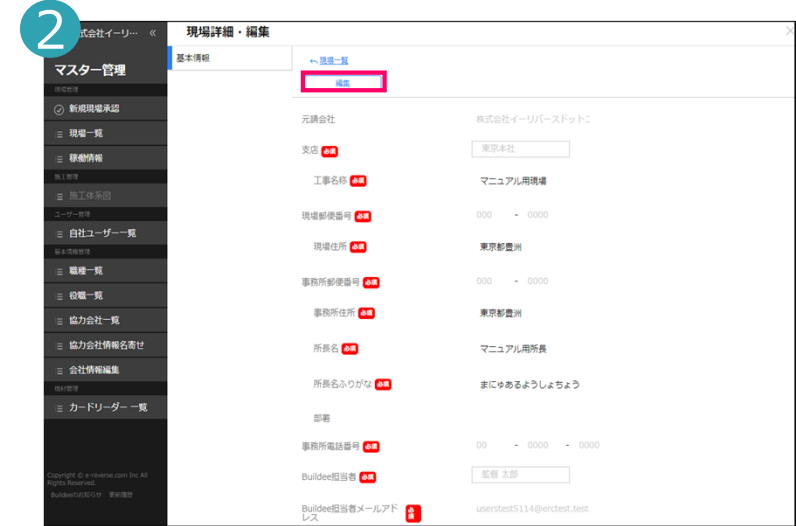 2
式会社イーリ… «
マスター管理
現場管理
新規現場承認
現場一覧
稼働情報
施工管理
施工体系図
ユーザー管理
自社ユーザー一覧
基本情報管理
職種一覧
役職一覧
協力会社一覧
協力会社情報名寄せ
会社情報編集
機材管理
カードリーダー 一覧
Copyright © e-reverse.com Inc All
Rights Reserved.
Buildeeのお知らせ 更新履歴
現場詳細・編集
基本情報
現場一覧
編集
元請会社 株式会社イーリバースドットコ
支店 必須 東京本社
工事名称 必須 マニュアル用現場
現場郵便番号 必須 000 - 0000
現場住所 必須 東京都豊洲
事務所郵便番号 必須 000 - 0000
事務所住所 必須 東京都豊洲
所長名 必須 マニュアル用所長
所長名ふりがな 必須 まにゅあるようしょちょう
部署
事務所電話番号 必須 00 - 0000 - 0000
Buildee担当者 必須 監督 太郎
Buildee担当者メールアド
レス 必須 userstest5114@erctest.test